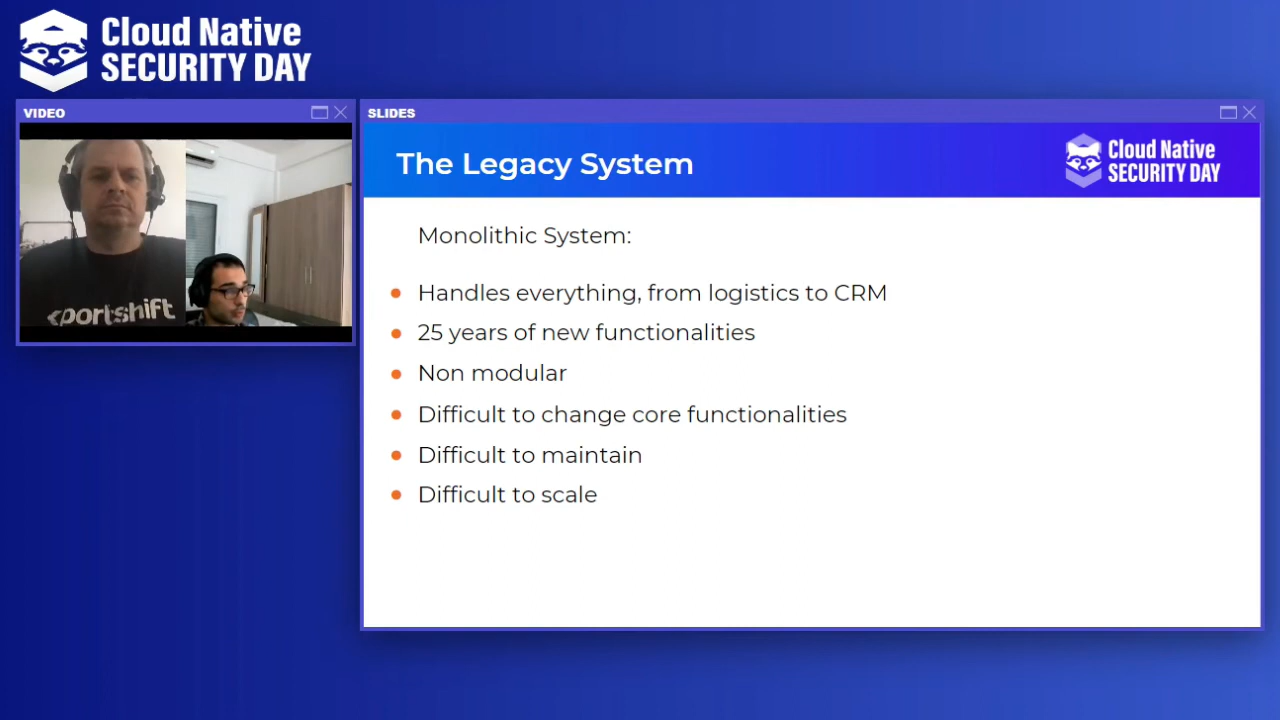 Cloud Native
SECURITY DAY
VIDEO
portshift
SLIDES
The Legacy System
Cloud Native
SECURITY DAY
Monolithic System:
Handles everything, from logistics to CRM
25 years of new functionalities
Non modular
Difficult to change core functionalities
Difficult to maintain
Difficult to scale